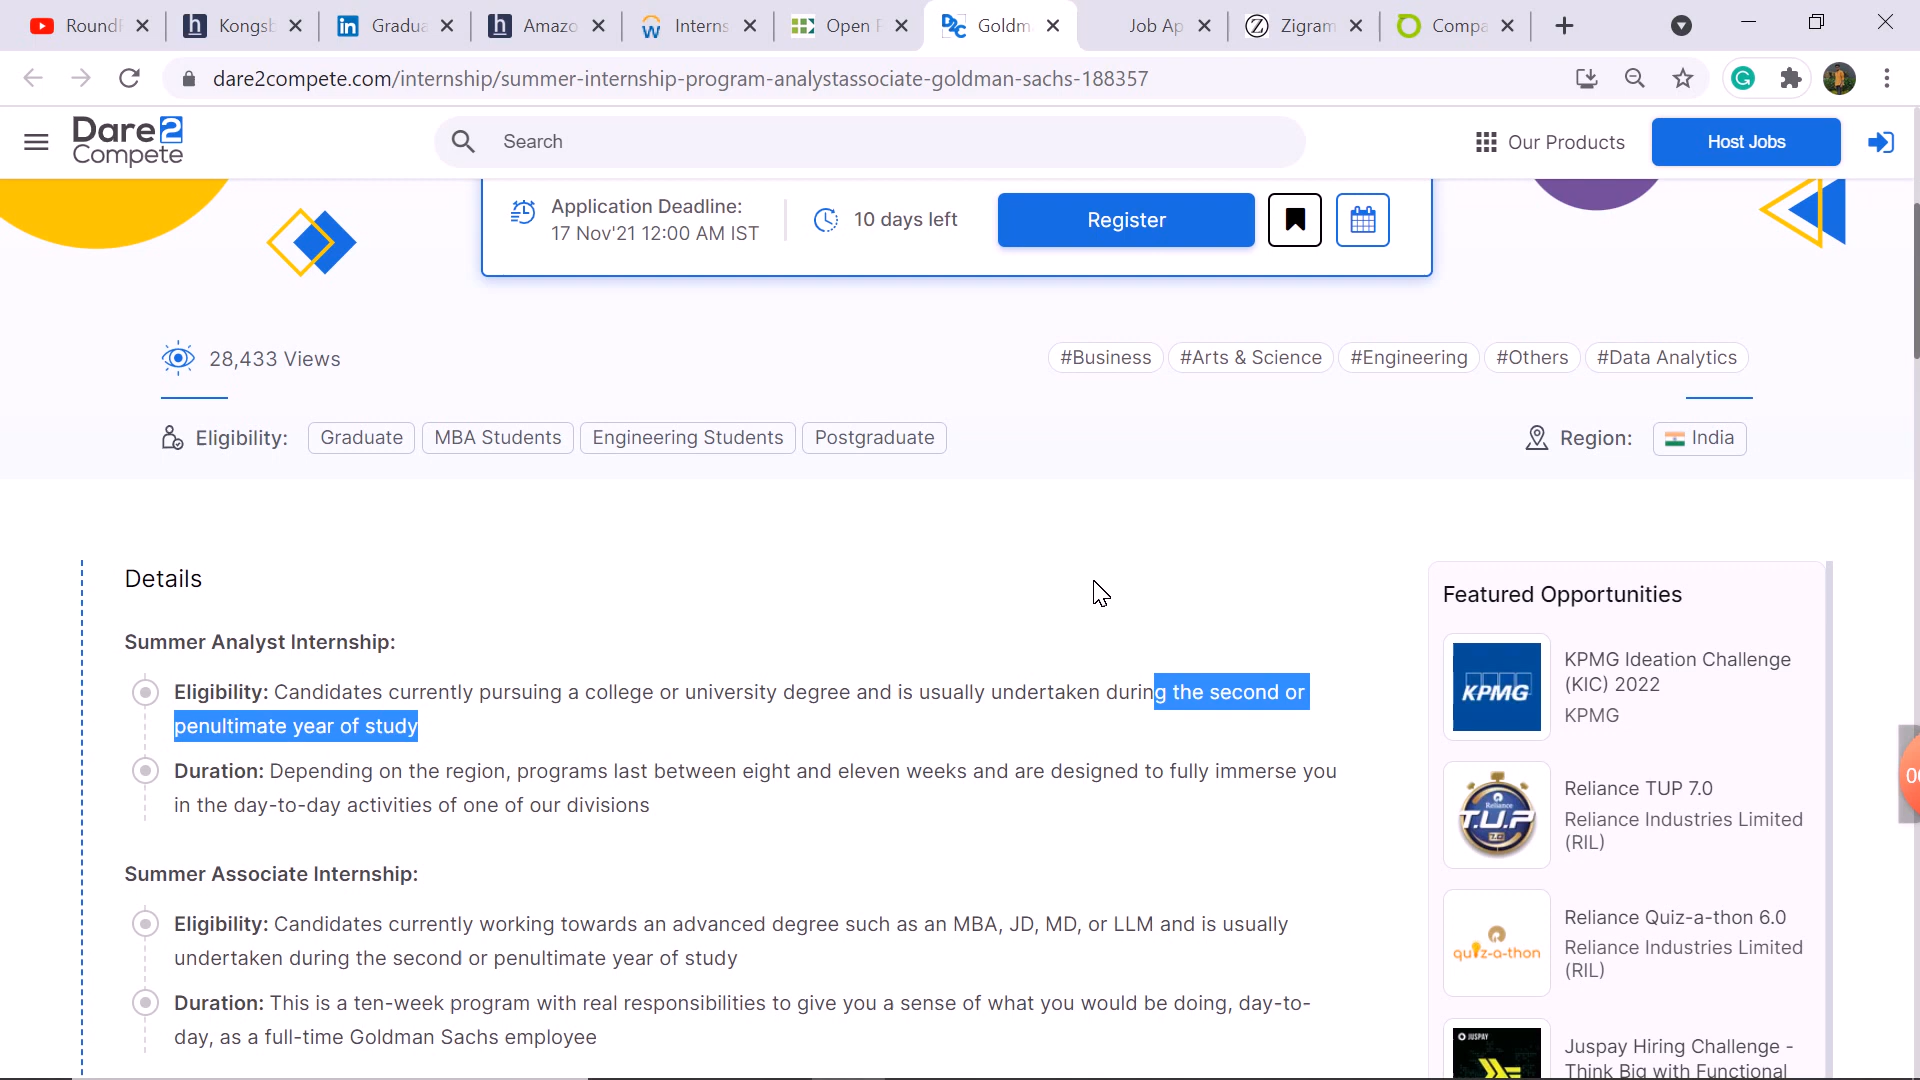 Round
Kongsb
in Gradua
Amazo
Interns
Open
Goldm
Job Ap
Zigram
Compa
dare2compete.com/internship/summer-internship-program-analystassociate-goldman-sachs-188357
Dare2
Compete
Search
Our Products
Host Jobs
Application Deadline:
17 Nov'21 12:00 AM IST
10 days left
Register
28,433 Views
#Business
#Arts & Science
#Engineering
#Others
#Data Analytics
Eligibility:
Graduate
MBA Students
Engineering Students
Postgraduate
Region:
India
Details
Summer Analyst Internship:
Eligibility: Candidates currently pursuing a college or university degree and is usually undertaken during the second or
penultimate year of study
Duration: Depending on the region, programs last between eight and eleven weeks and are designed to fully immerse you
in the day-to-day activities of one of our divisions
Summer Associate Internship:
Eligibility: Candidates currently working towards an advanced degree such as an MBA, JD, MD, or LLM and is usually
undertaken during the second or penultimate year of study
Duration: This is a ten-week program with real responsibilities to give you a sense of what you would be doing, day-to-
day, as a full-time Goldman Sachs employee
Featured Opportunities
KPMG
KPMG Ideation Challenge
(KIC) 2022
KPMG
Reliance
T.U.P
7.0
Reliance TUP 7.0
Reliance Industries Limited
(RIL)
quiz-a-thon
Reliance Quiz-a-thon 6.0
Reliance Industries Limited
(RIL)
JUSPAY
Juspay Hiring Challenge -
Think Big with Functional